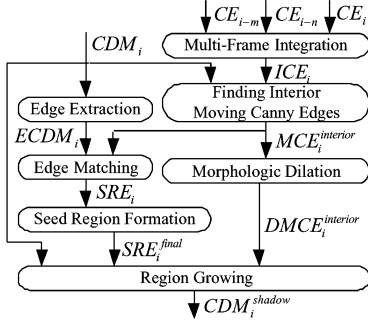 CE_{i-m} CE_{i-n} CE_i
CDM_i
Multi-Frame Integration
ICE_i
Finding Interior
Moving Canny Edges
Edge Extraction
ECDM_i
MCE_i^{interior}
Edge Matching
Morphologic Dilation
SRE_i
Seed Region Formation
DMCE_i^{interior}
SRE_i^{final}
Region Growing
CDM_i^{shadow}